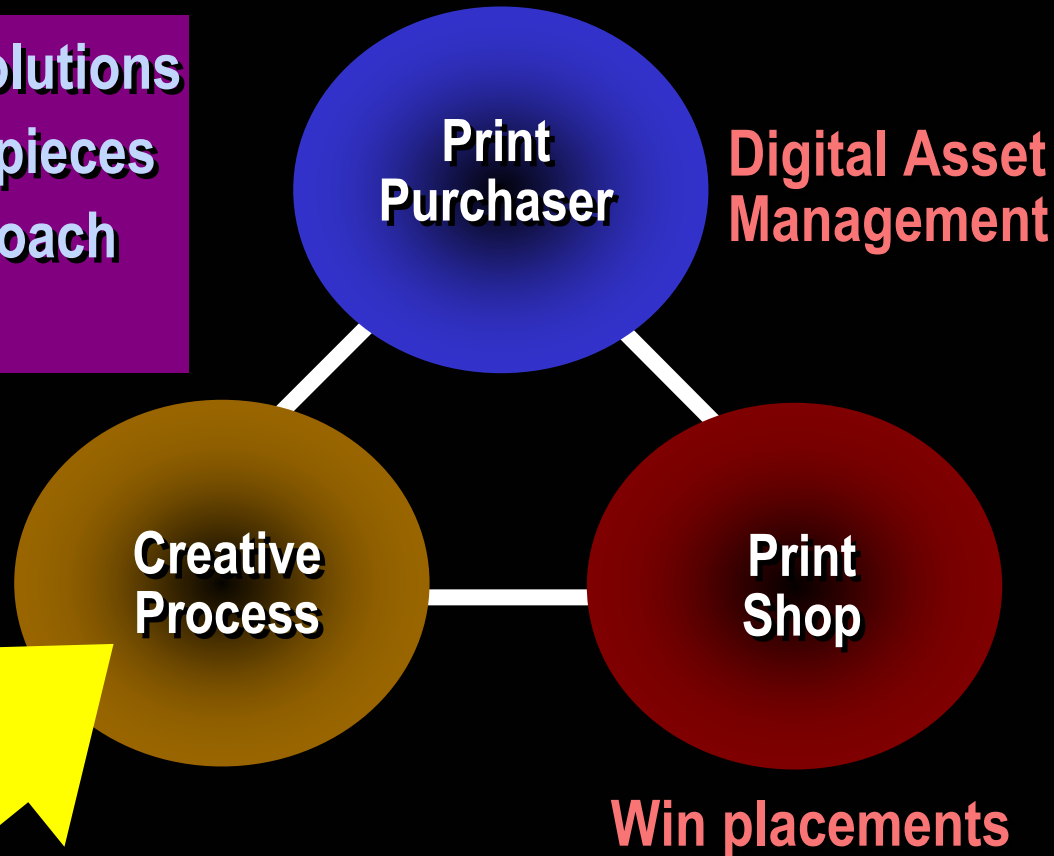 olutions
pieces
oach
Print
Purchaser
Digital Asset
Management
Creative
Process
Print
Shop
Win placements